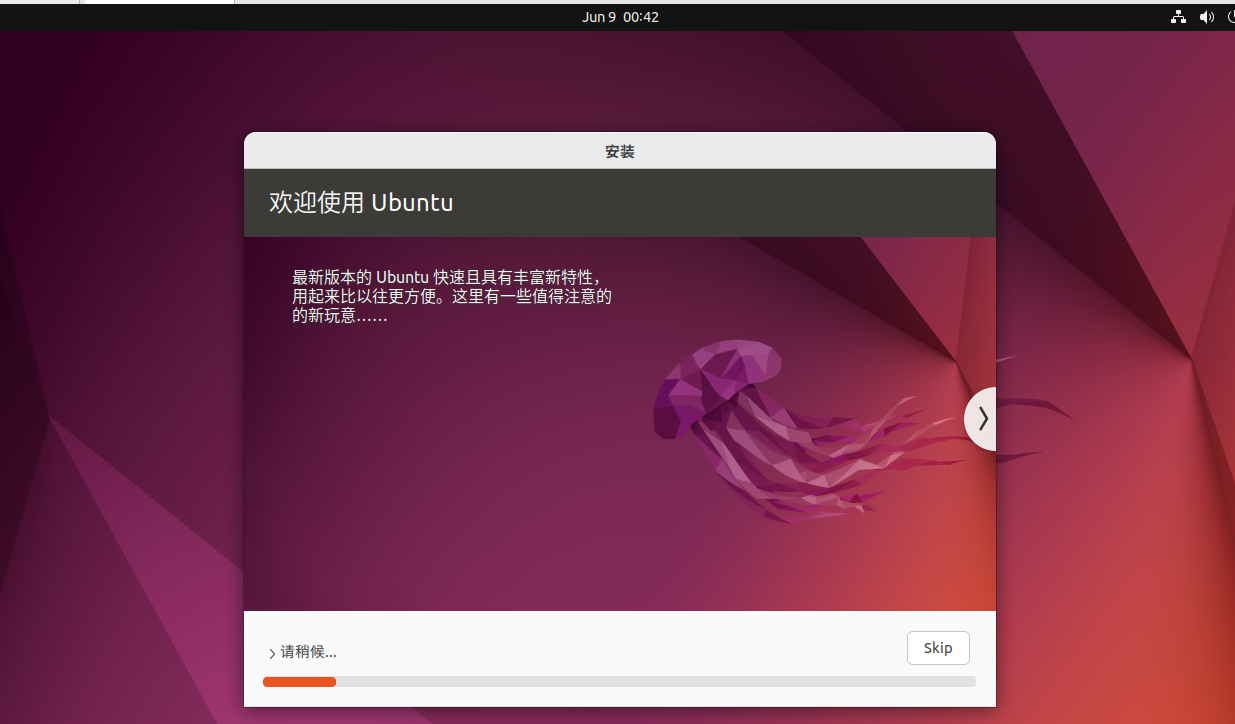 Jun 9 00:42
安装
欢迎使用 Ubuntu
最新版本的 Ubuntu 快速且具有丰富新特性，
用起来比以往更方便。这里有一些值得注意的
的新玩意……
请稍候...
Skip